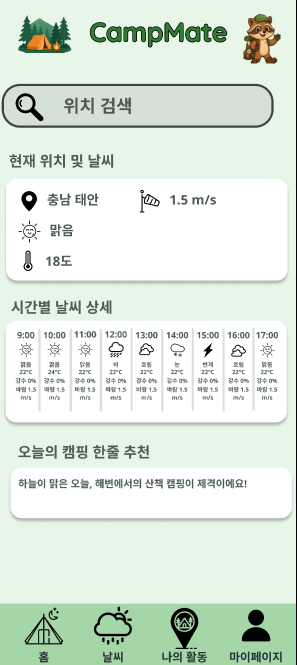 CampMate
위치 검색
현재 위치 및 날씨
충남 태안 1.5 m/s
맑음
18도
시간별 날씨 상세
9:00 10:00 11:00 12:00 13:00 14:00 15:00 16:00 17:00
맑음 맑음 맑음 비 흐림 눈 번개 흐림 맑음
22°C 24°C 22°C 22°C 22°C 22°C 22°C 22°C 22°C
강수 0% 강수 0% 강수 0% 강수 0% 강수 0% 강수 0% 강수 0% 강수 0% 강수 0%
바람 1.5 바람 1.5 바람 1.5 바람 1.5 바람 1.5 바람 1.5 바람 1.5 바람 1.5 바람 1.5
m/s m/s m/s m/s m/s m/s m/s m/s m/s
오늘의 캠핑 한줄 추천
하늘이 맑은 오늘, 해변에서의 산책 캠핑이 제격이에요!
홈 날씨 나의 활동 마이페이지